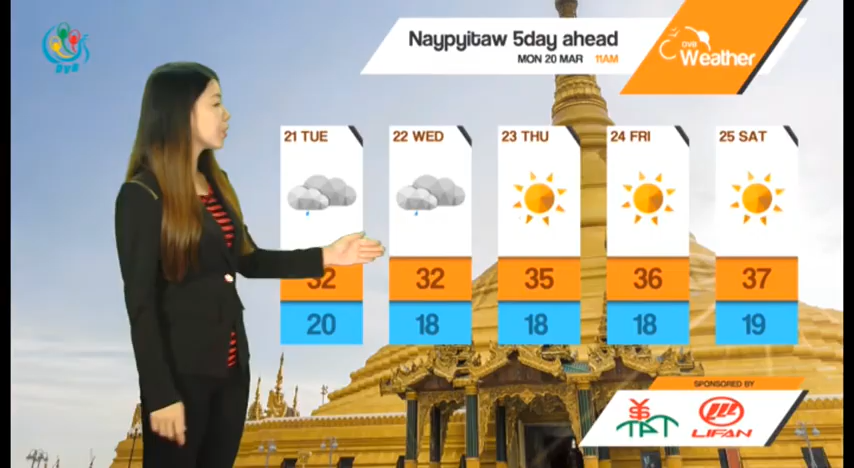 DVB
Naypyitaw 5day ahead
MON 20 MAR 11AM
DVB
Weather
21 TUE
22 WED
23 THU
24 FRI
25 SAT
32
32
35
36
37
20
18
18
18
19
SPONSORED BY
LIFAN